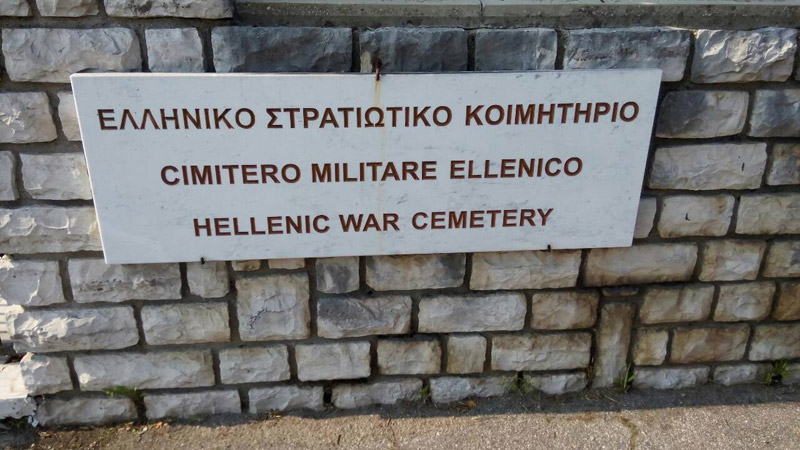 ΕΛΛΗΝΙΚΟ ΣΤΡΑΤΙΩΤΙΚΟ ΚΟΙΜΗΤΗΡΙΟ
CIMITERO MILITARE ELLENICO
HELLENIC WAR CEMETERY